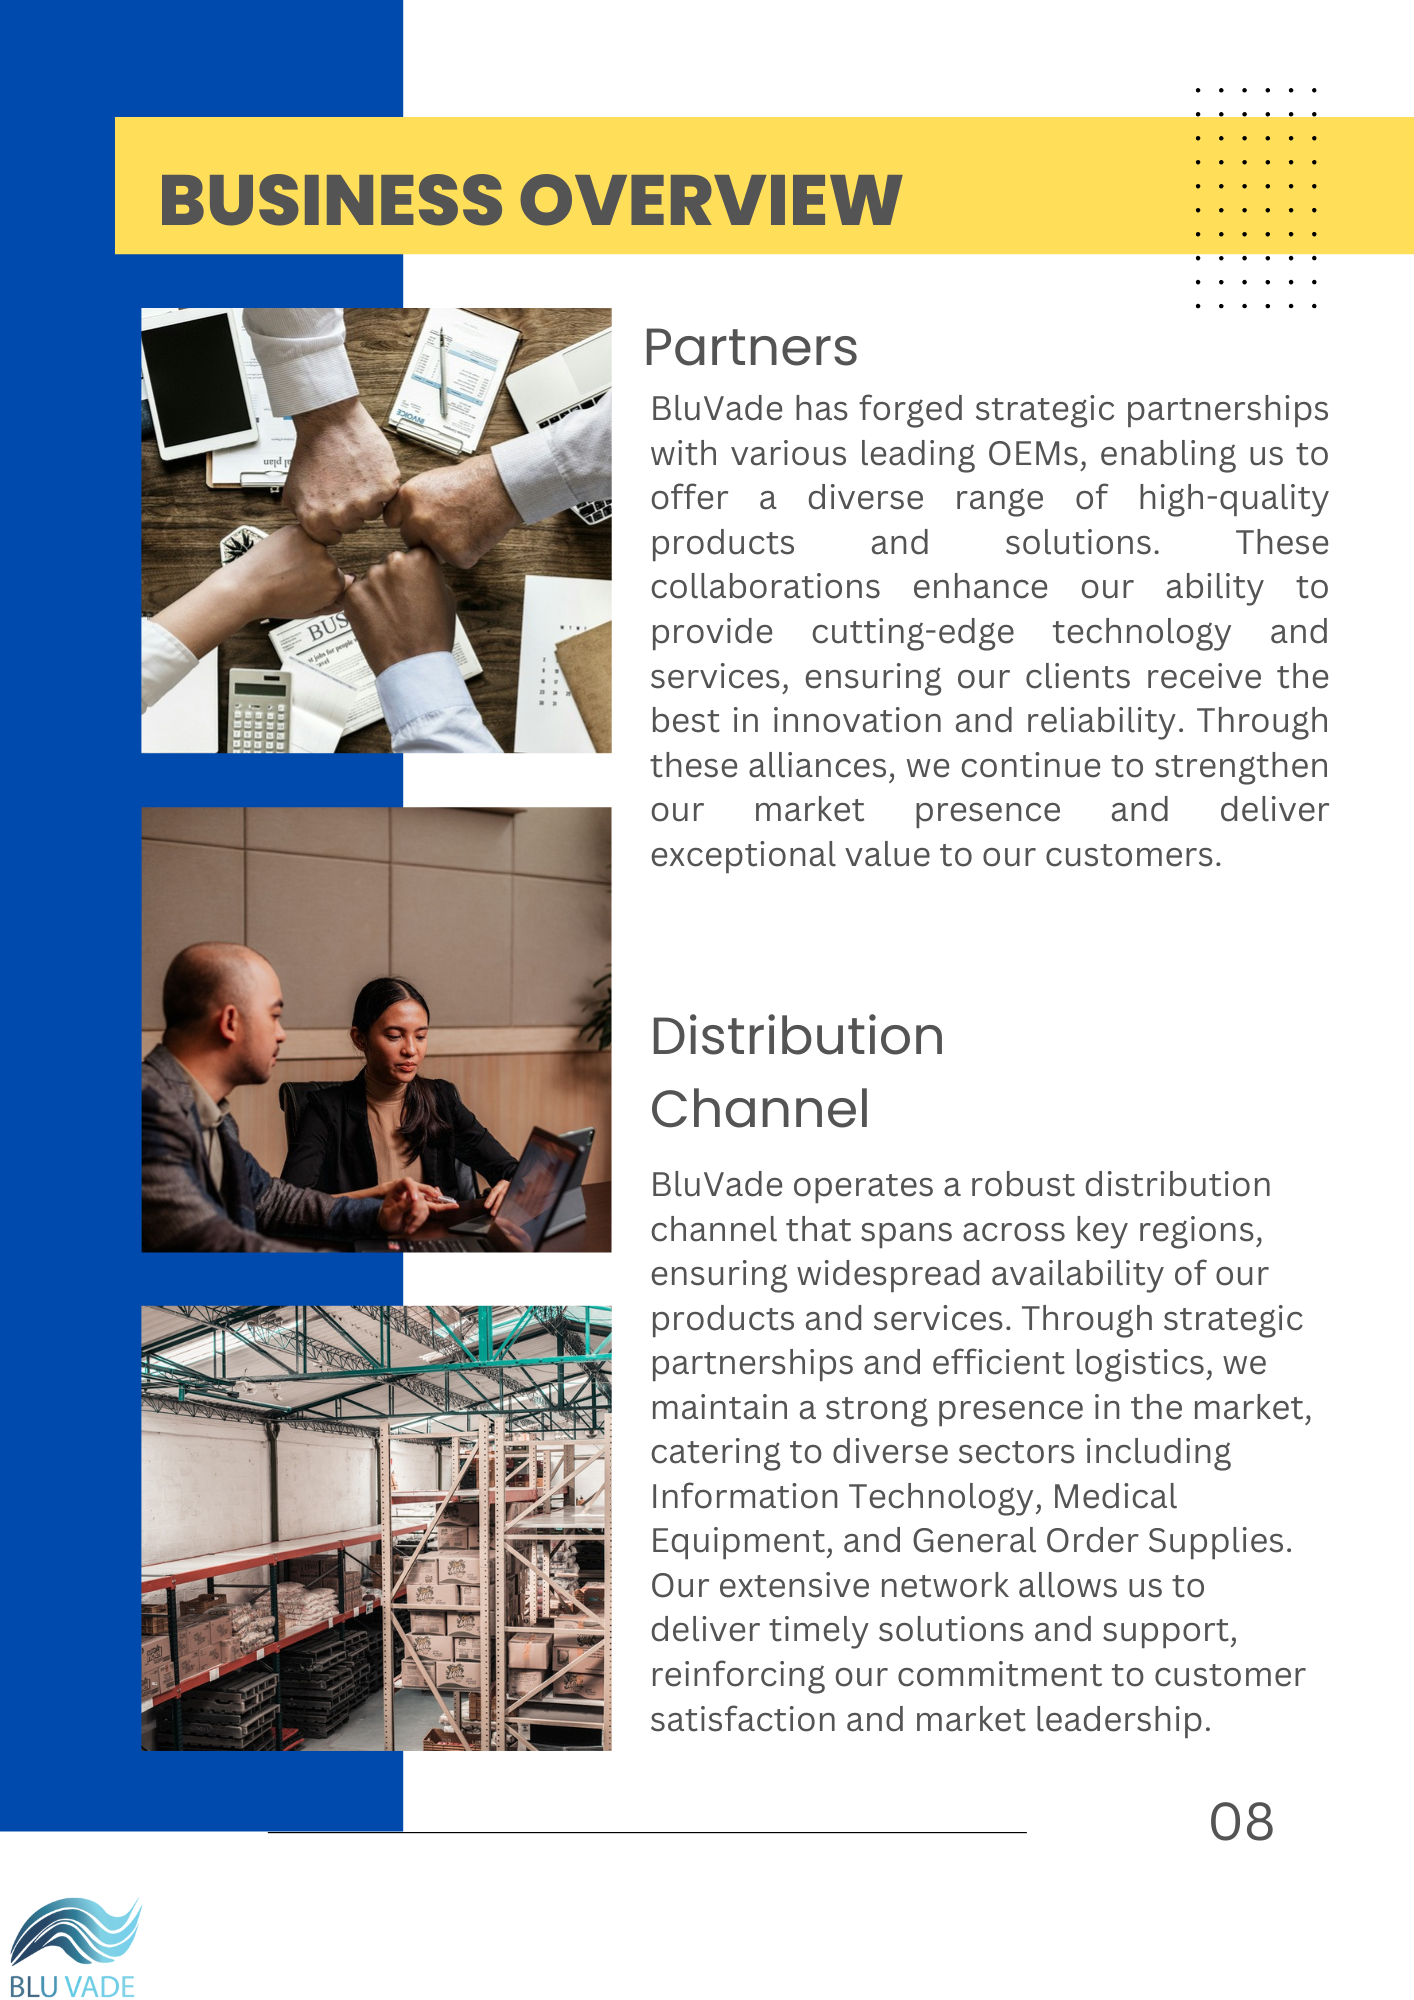 BUSINESS OVERVIEW
Partners
BluVade has forged strategic partnerships
with various leading OEMs, enabling us to
offer a diverse range of high-quality
products and solutions. These
collaborations enhance our ability to
provide cutting-edge technology and
services, ensuring our clients receive the
best in innovation and reliability. Through
these alliances, we continue to strengthen
our market presence and deliver
exceptional value to our customers.
INVOICE
BUS
Distribution
Channel
BluVade operates a robust distribution
channel that spans across key regions,
ensuring widespread availability of our
products and services. Through strategic
partnerships and efficient logistics, we
maintain a strong presence in the market,
catering to diverse sectors including
Information Technology, Medical
Equipment, and General Order Supplies.
Our extensive network allows us to
deliver timely solutions and support,
reinforcing our commitment to customer
satisfaction and market leadership.
08
BLU VADE